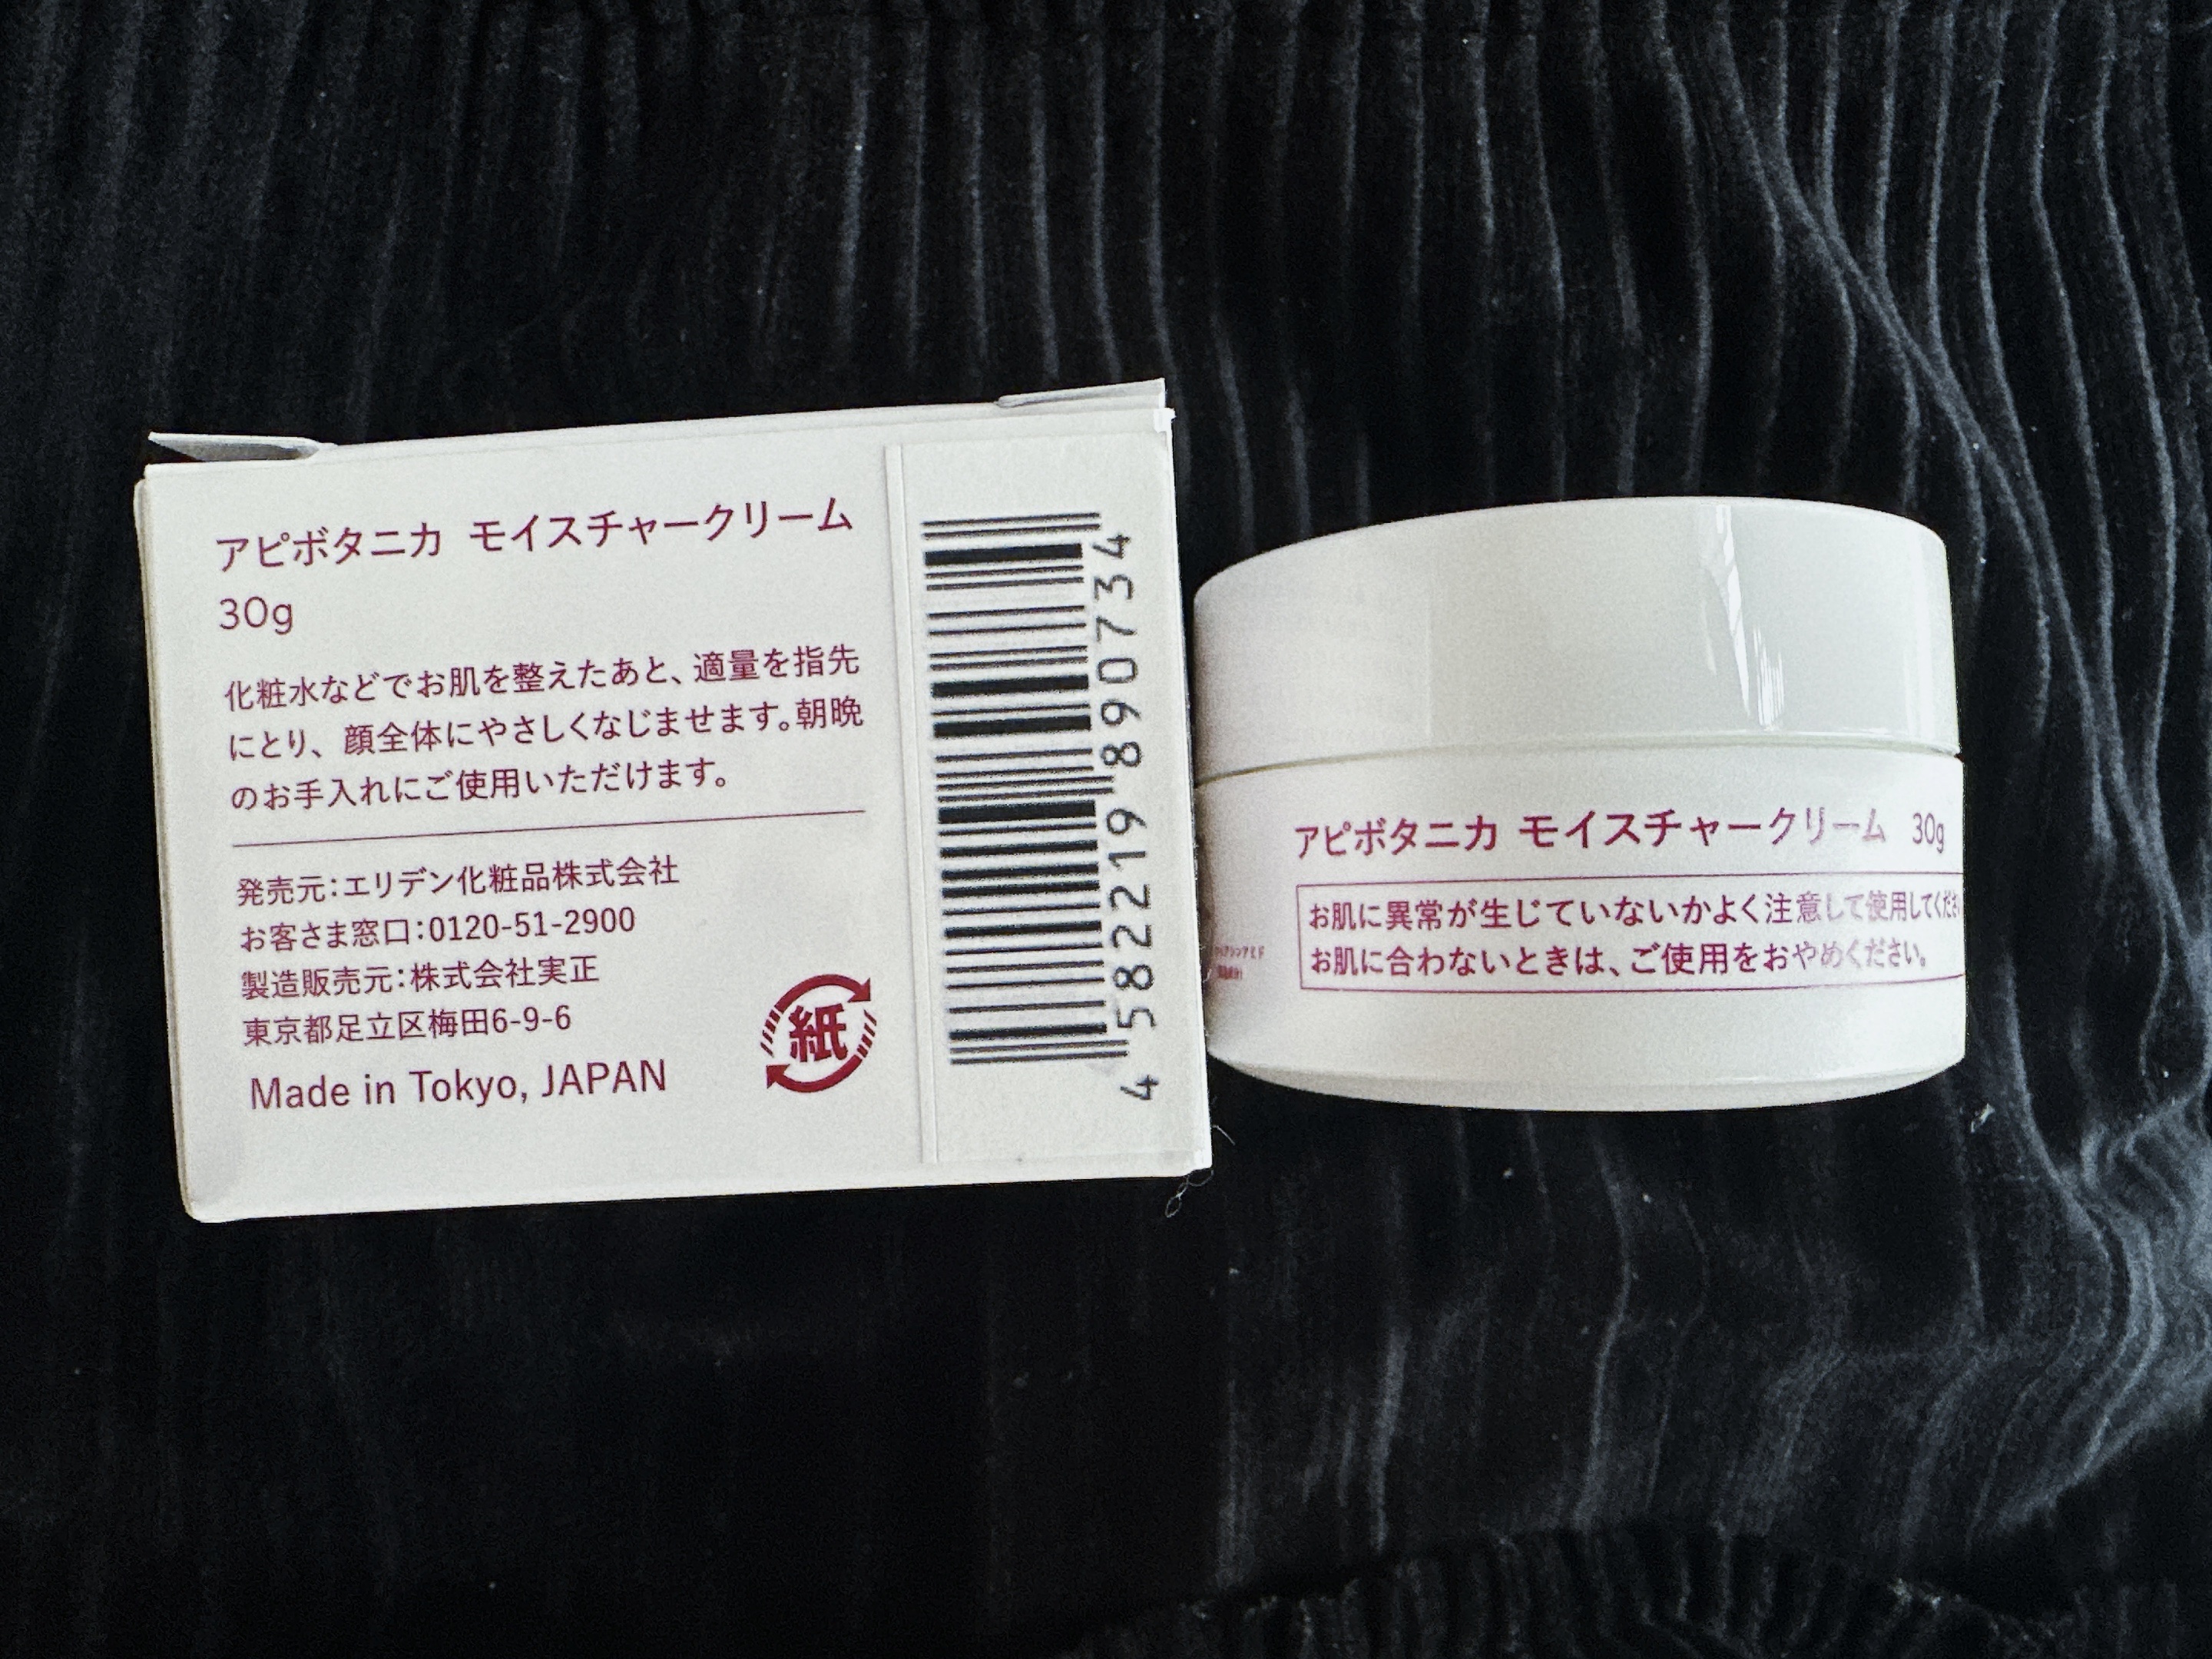 アピボタニカ モイスチャークリーム
30g
化粧水などでお肌を整えたあと、適量を指先
にとり、顔全体にやさしくなじませます。朝晩
のお手入れにご使用いただけます。
発売元：エリデン化粧品株式会社
お客さま窓口：0120-51-2900
製造販売元：株式会社実正
東京都足立区梅田6-9-6
Made in Tokyo, JAPAN
紙
4 582219 890734
アピボタニカ モイスチャークリーム 30g
お肌に異常が生じていないかよく注意して使用してくださ
お肌に合わないときは、ご使用をおやめください。